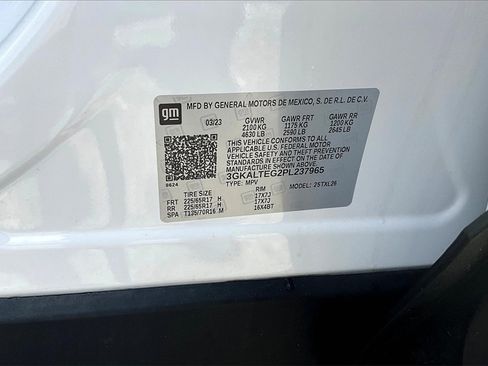 gm
MFD BY GENERAL MOTORS DE MEXICO, S. DE R.L. DE C.V.
03/23 GVWR GAWR FRT GAWR RR
2100 KG 1175 KG 1200 KG
4630 LB 2590 LB 2645 LB
THIS VEHICLE CONFORMS TO ALL
APPLICABLE U.S. FEDERAL MOTOR
VEHICLE SAFETY AND THEFT
PREVENTION STANDARDS IN EFFECT ON
THE DATE OF MANUFACTURE SHOWN ABOVE.
3GKALTEG2PL237965
8624 TYPE: MPV MODEL: 25TXL26
TIRE SIZE RIM
FRT 225/65R17 H 17X7J
RR 225/65R17 H 17X7J
SPA T135/70R16 M 16X4BT